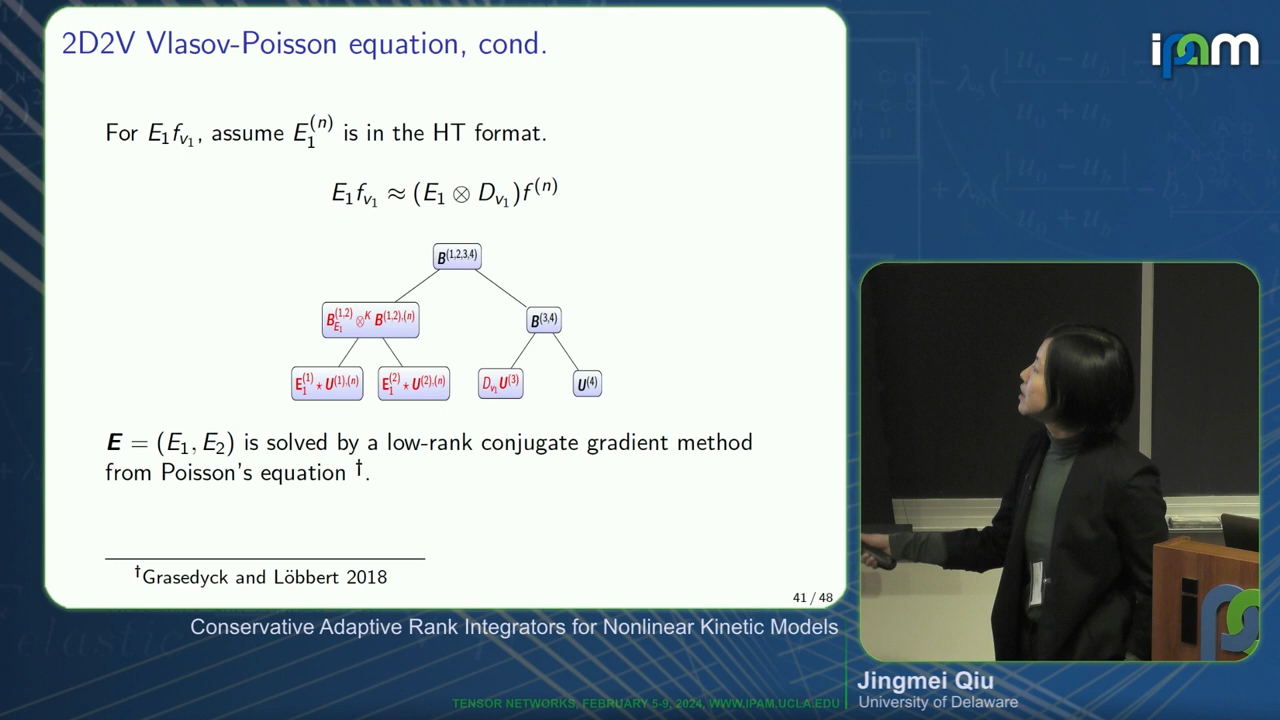 2D2V Vlasov-Poisson equation, cond.
ipam
For E₁f_{v₁}, assume E₁^{(n)} is in the HT format.
E₁f_{v₁} ≈ (E₁ ⊗ D_{v₁})f^{(n)}
B^{(1,2,3,4)}
B_{E₁}^{(1,2)} ⊗^K B^{(1,2),(n)}
B^{(3,4)}
E₁^{(1)} ⋆ U^{(1),(n)}
E₁^{(2)} ⋆ U^{(2),(n)}
D_{v₁}U^{(3)}
U^{(4)}
E = (E₁, E₂) is solved by a low-rank conjugate gradient method
from Poisson's equation †.
†Grasedyck and Löbbert 2018
41 / 48
Conservative Adaptive Rank Integrators for Nonlinear Kinetic Models
Jingmei Qiu
University of Delaware
TENSOR NETWORKS, FEBRUARY 5-9, 2024, WWW.IPAM.UCLA.EDU